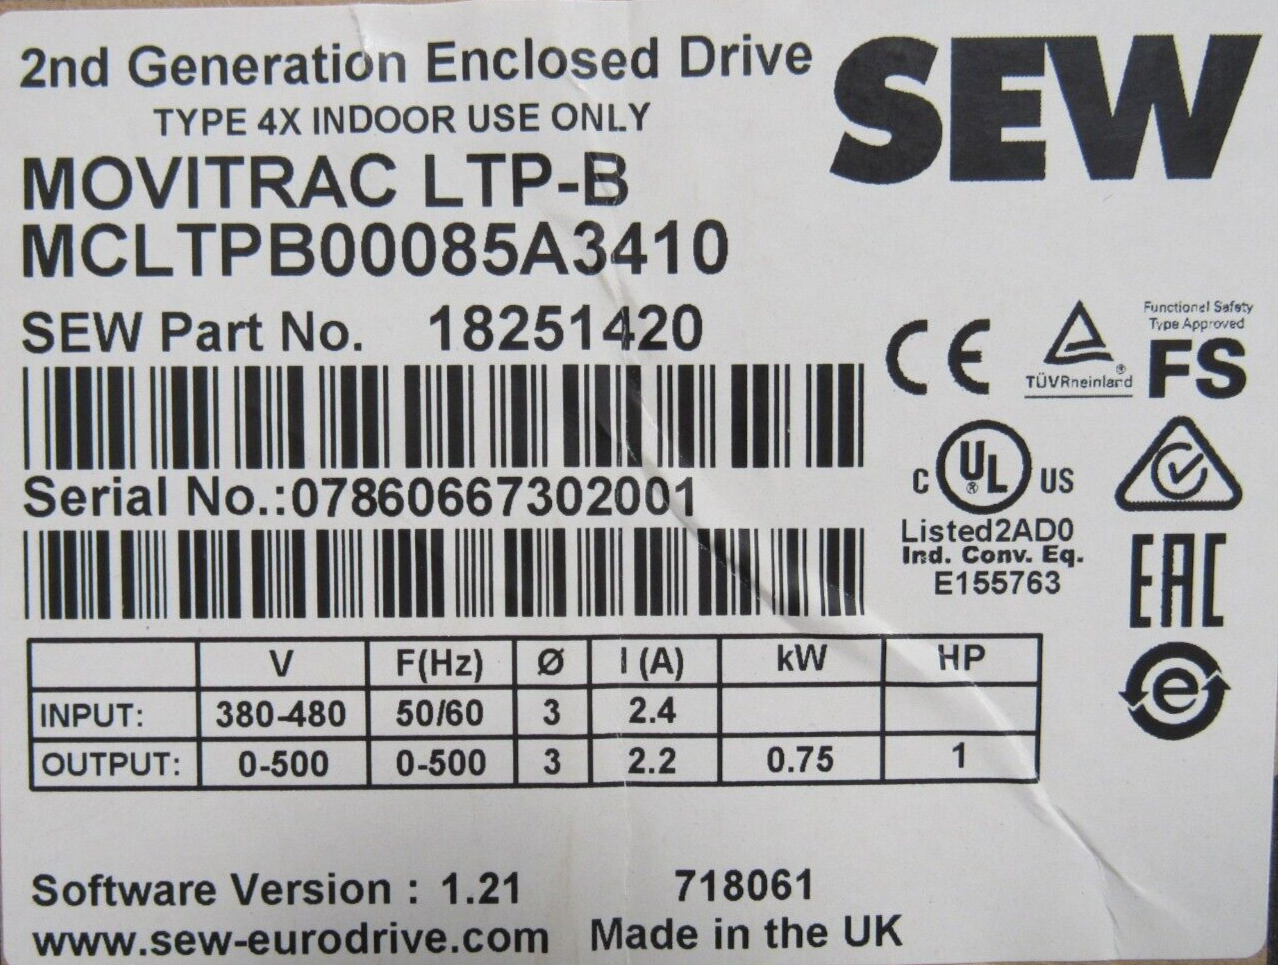 2nd Generation Enclosed Drive
SEW
TYPE 4X INDOOR USE ONLY
MOVITRAC LTP-B
MCLTPB00085A3410
SEW Part No. 18251420
CE
TÜVRheinland®
Functional Safety
Type Approved
FS
Serial No.:07860667302001
C UL® US
Listed2AD0
Ind. Conv. Eq.
E155763
EAC
e
V F(Hz) Ø I (A) kW HP
INPUT: 380-480 50/60 3 2.4
OUTPUT: 0-500 0-500 3 2.2 0.75 1
Software Version : 1.21 718061
www.sew-eurodrive.com Made in the UK